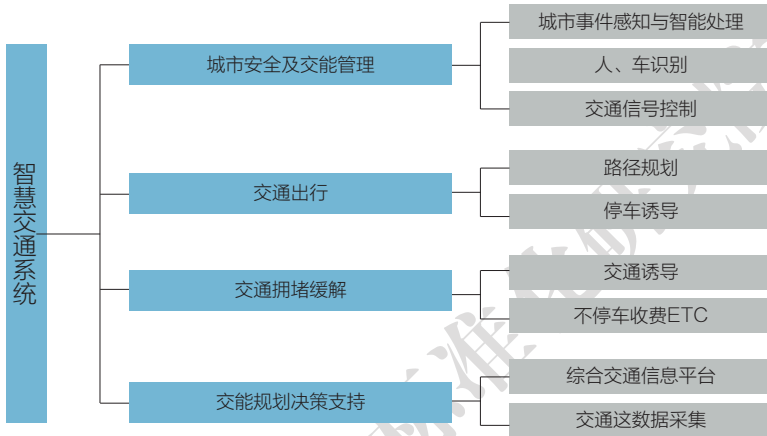 智慧交通系统
城市安全及交能管理
城市事件感知与智能处理
人、车识别
交通信号控制
交通出行
路径规划
停车诱导
交通拥堵缓解
交通诱导
不停车收费ETC
交能规划决策支持
综合交通信息平台
交通这数据采集